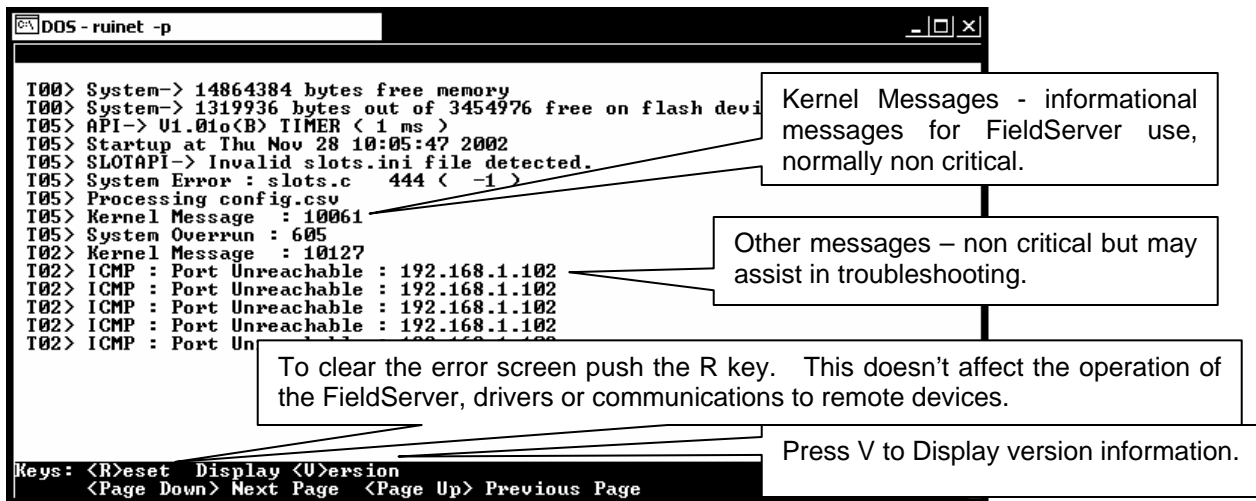 DOS - ruinet -p
T00> System-> 14864384 bytes free memory
T00> System-> 1319936 bytes out of 3454976 free on flash devi
T05> API-> V1.01o(B) TIMER ( 1 ms )
T05> Startup at Thu Nov 28 10:05:47 2002
T05> SLOTAPI-> Invalid slots.ini file detected.
T05> System Error : slots.c 444 ( -1 )
T05> Processing config.csv
T05> Kernel Message : 10061
T05> System Overrun : 605
T02> Kernel Message : 10127
T02> ICMP : Port Unreachable : 192.168.1.102
T02> ICMP : Port Unreachable : 192.168.1.102
T02> ICMP : Port Unreachable : 192.168.1.102
T02> ICMP : Port Unreachable : 192.168.1.102
T02> ICMP : Port
Kernel Messages - informational
messages for FieldServer use,
normally non critical.
Other messages – non critical but may
assist in troubleshooting.
To clear the error screen push the R key. This doesn't affect the operation of
the FieldServer, drivers or communications to remote devices.
Press V to Display version information.
Keys: <R>eset Display <V>ersion
<Page Down> Next Page <Page Up> Previous Page